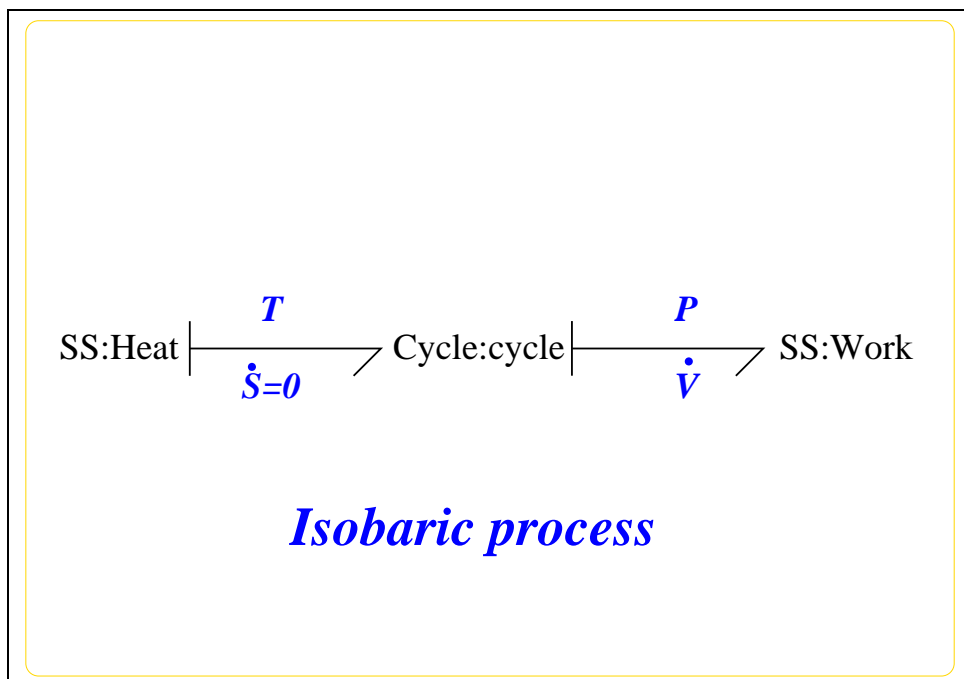 T P
SS:Heat Cycle:cycle SS:Work
Ṡ=0 V̇
Isobaric process